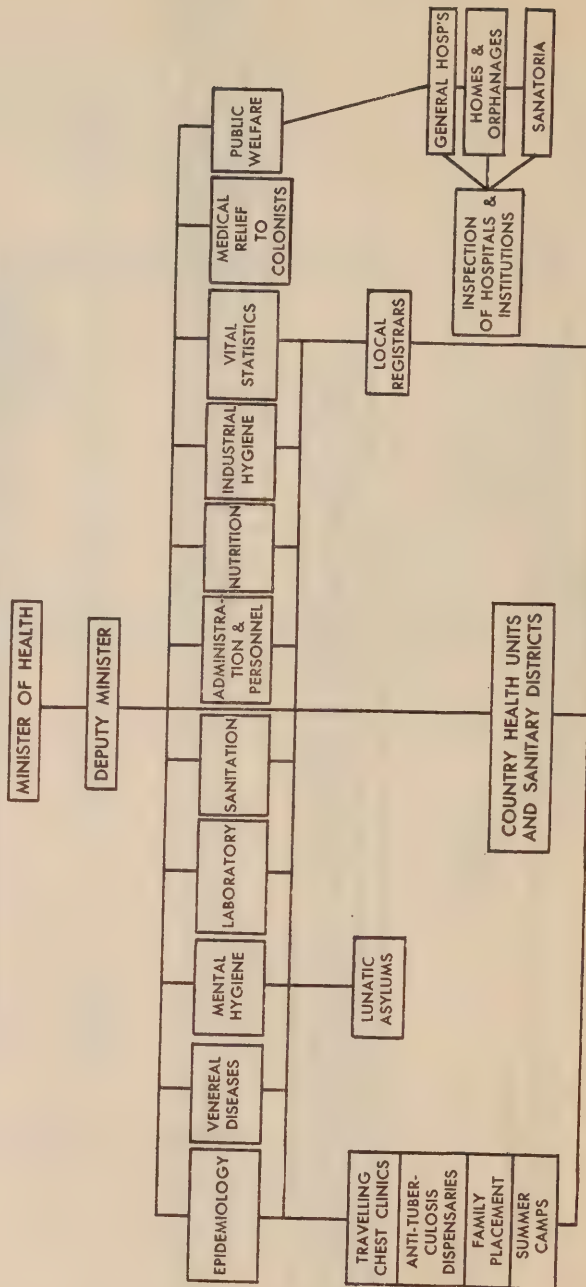 MINISTER OF HEALTH
DEPUTY MINISTER
EPIDEMIOLOGY
VENEREAL
DISEASES
MENTAL
HYGIENE
LABORATORY
SANITATION
ADMINISTRA-
TION &
PERSONNEL
NUTRITION
INDUSTRIAL
HYGIENE
VITAL
STATISTICS
MEDICAL
RELIEF
TO
COLONISTS
PUBLIC
WELFARE
TRAVELLING
CHEST CLINICS
ANTI-TUBER-
CULOSIS
DISPENSARIES
FAMILY
PLACEMENT
SUMMER
CAMPS
LUNATIC
ASYLUMS
COUNTRY HEALTH UNITS
AND SANITARY DISTRICTS
LOCAL
REGISTRARS
INSPECTION
OF HOSPITALS &
INSTITUTIONS
GENERAL HOSP'S
HOMES &
ORPHANAGES
SANATORIA